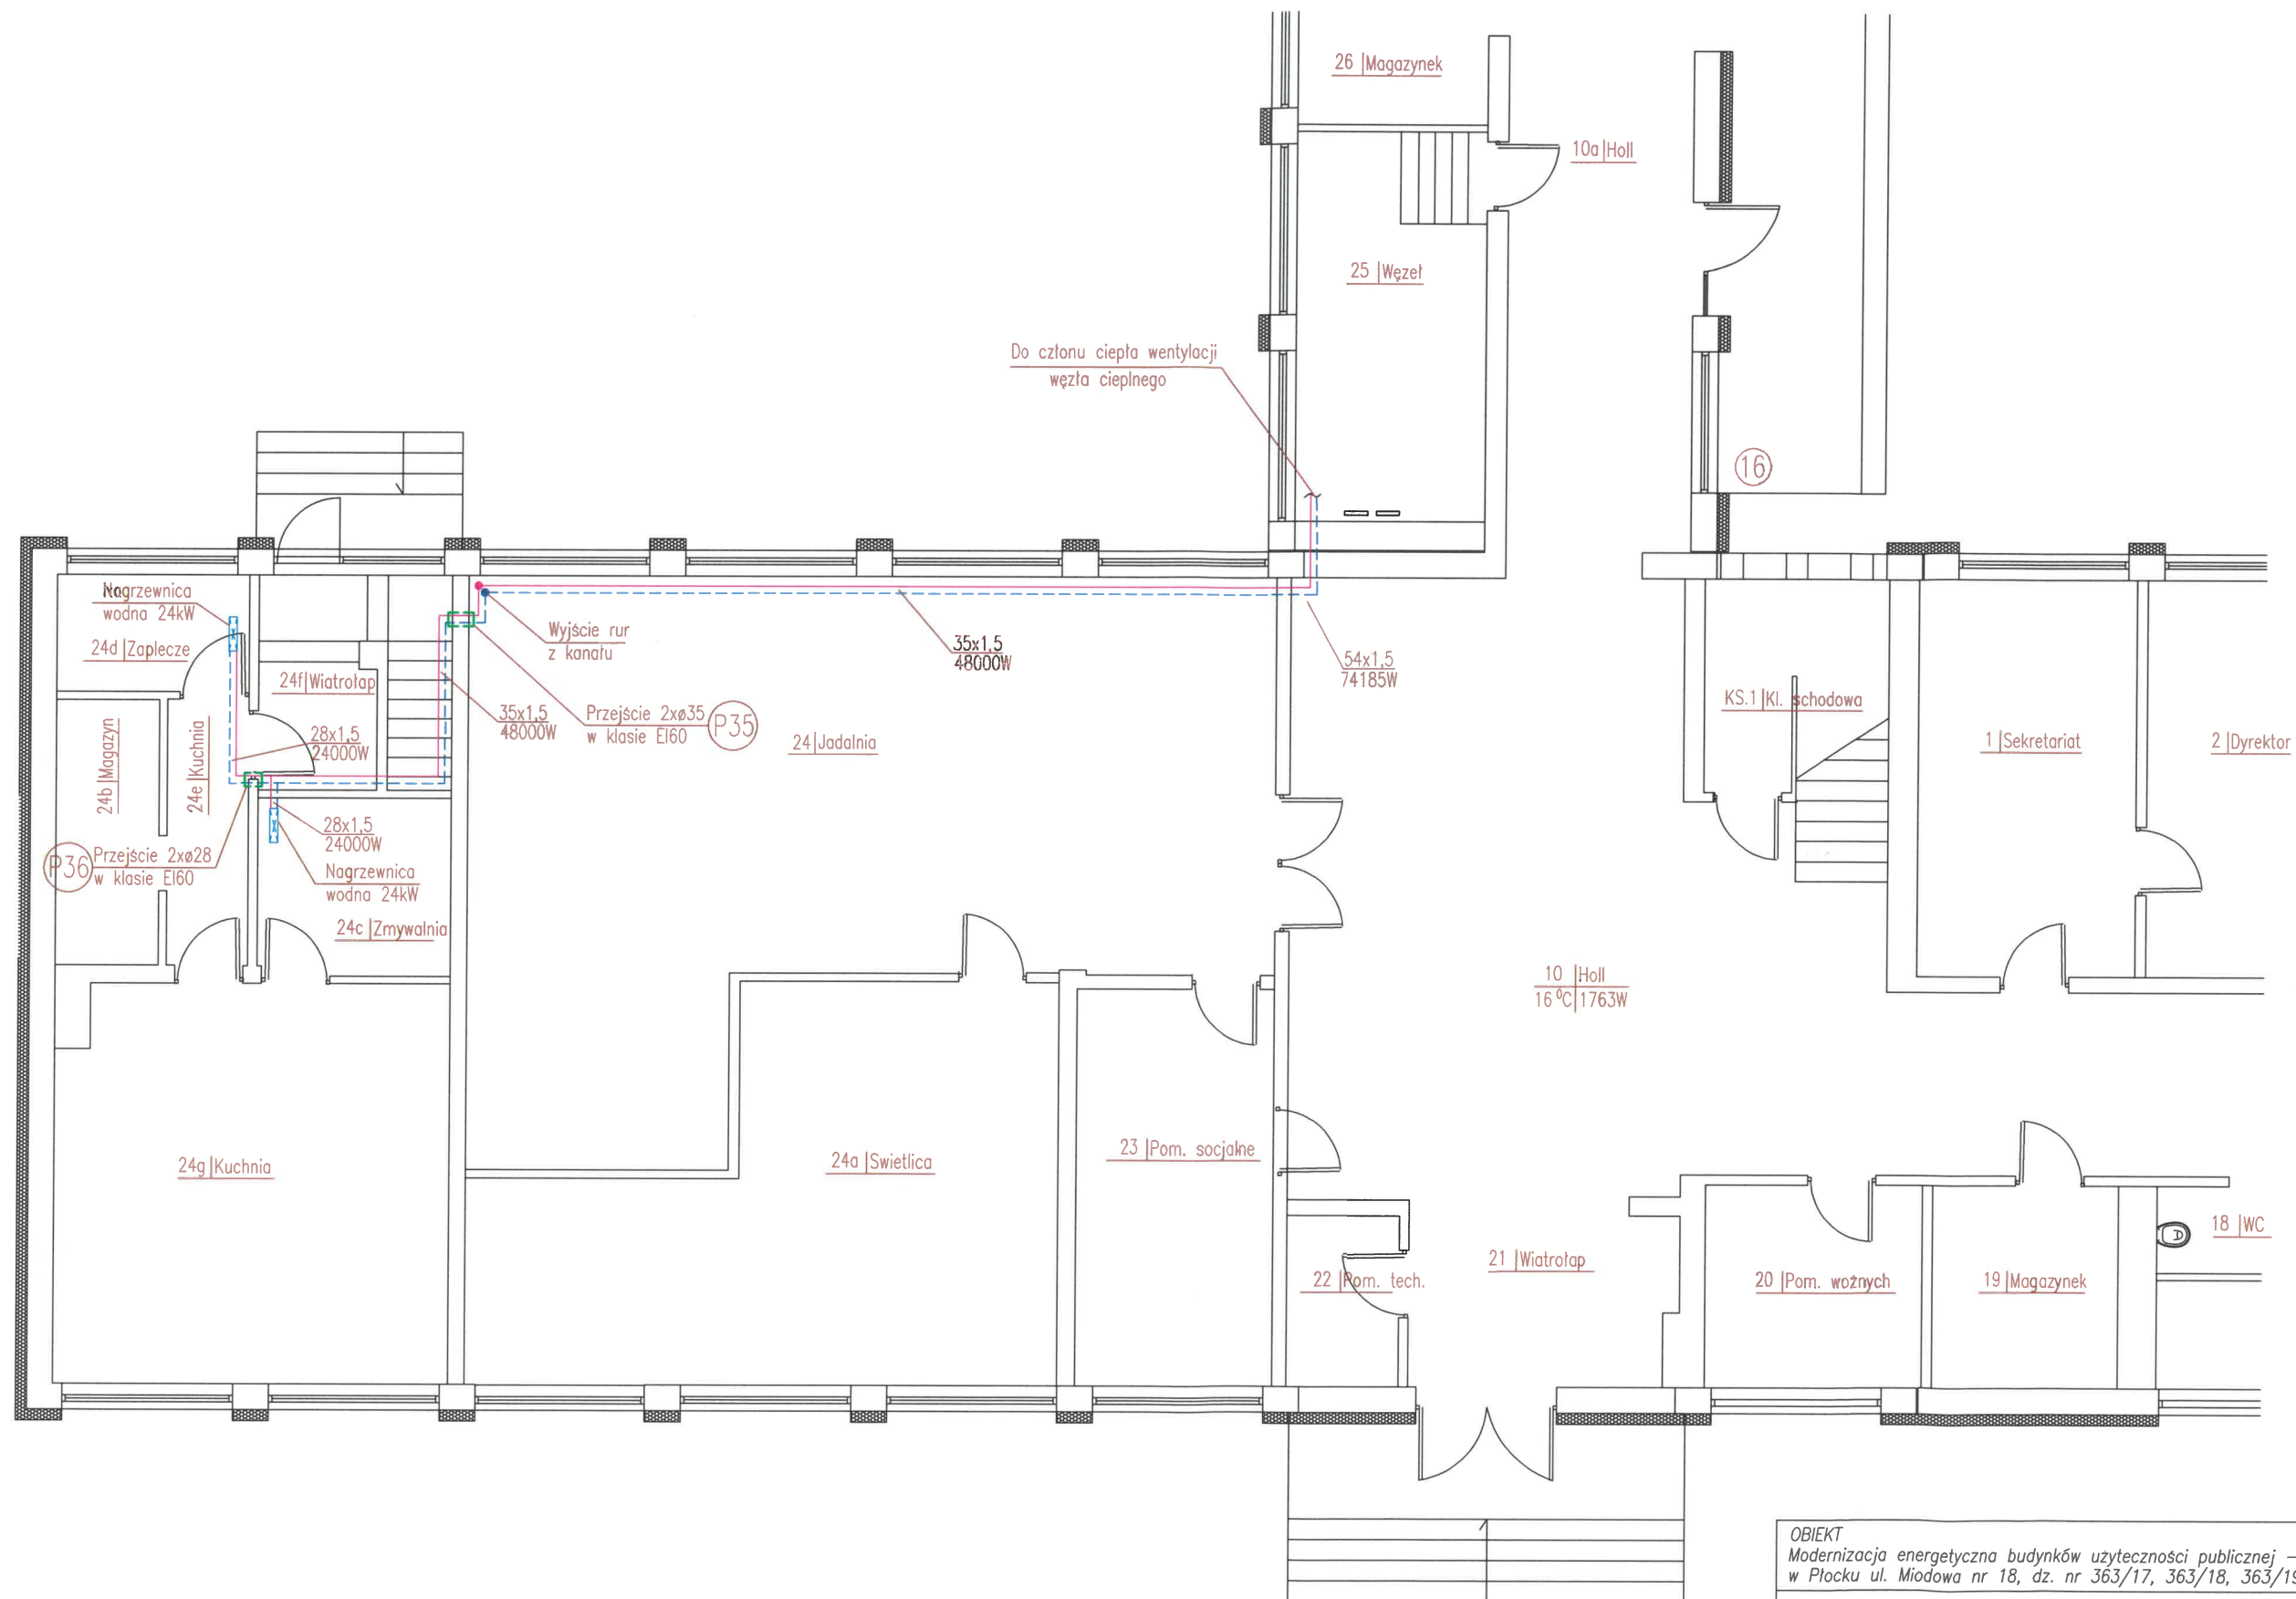 26 |Magazynek
10a|Holl
25 |Węzeł
Do członu ciepła wentylacji
węzła cieplnego
16
Nagrzewnica
wodna 24kW
24d |Zaplecze
24f|Wiatrołap
Wyjście rur
z kanału
35x1,5
48000W
54x1,5
74185W
35x1,5
48000W
Przejście 2xø35
w klasie EI60
P35
24|Jadalnia
KS.1|Kl. schodowa
1 |Sekretariat
2 |Dyrektor
28x1,5
24000W
24b |Magazyn
24e |Kuchnia
28x1,5
24000W
P36
Przejście 2xø28
w klasie EI60
Nagrzewnica
wodna 24kW
24c |Zmywalnia
10 |Holl
16 ⁰C|1763W
24g|Kuchnia
24a |Swietlica
23 |Pom. socjalne
22 |Pom. tech.
21 |Wiatrołap
20 |Pom. woźnych
19 |Magazynek
18 |WC
OBIEKT
Modernizacja energetyczna budynków użyteczności publicznej –
w Płocku ul. Miodowa nr 18, dz. nr 363/17, 363/18, 363/19